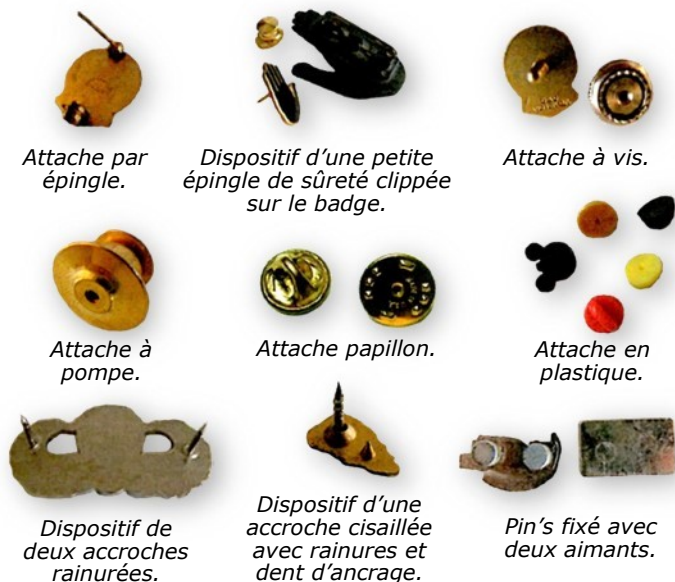 Attache par
épingle.
Dispositif d’une petite
épingle de sûreté clippée
sur le badge.
Attache à vis.
Attache à
pompe.
Attache papillon.
Attache en
plastique.
Dispositif de
deux accroches
rainurées.
Dispositif d’une
accroche cisaillée
avec rainures et
dent d’ancrage.
Pin’s fixé avec
deux aimants.